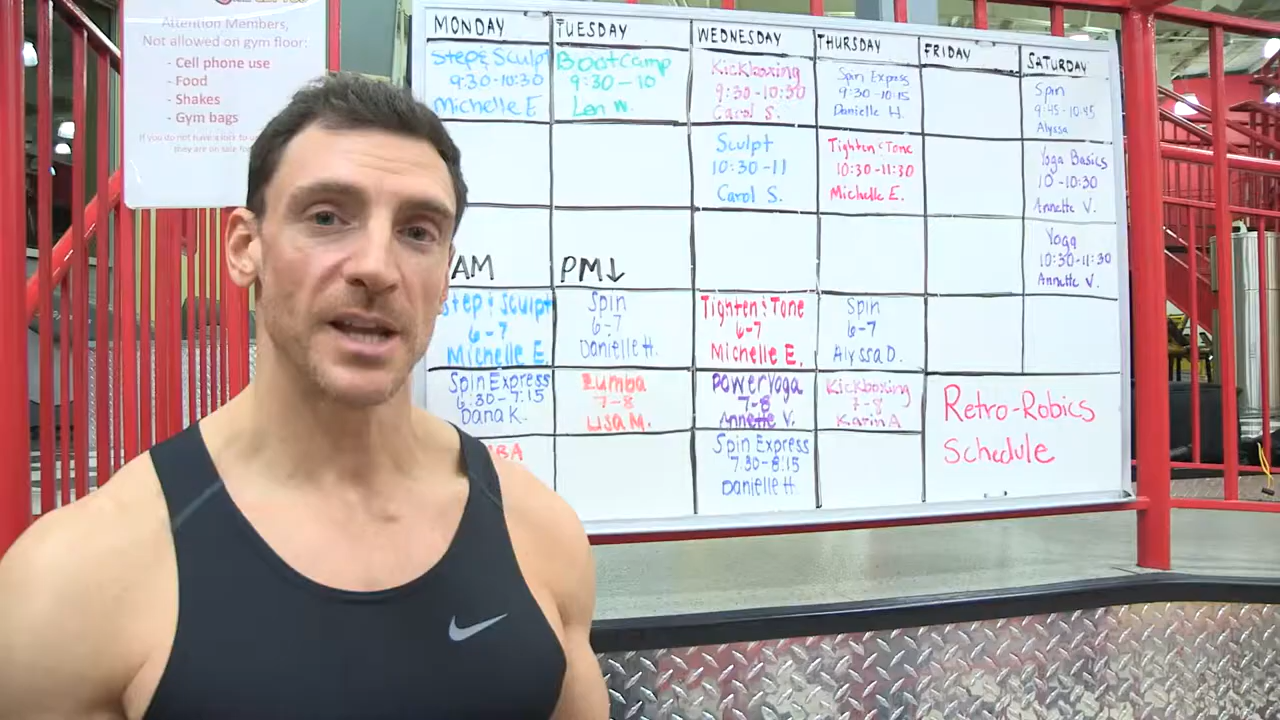 Attention Members,
Not allowed on gym floor:
- Cell phone use
- Food
- Shakes
- Gym bags
MONDAY
TUESDAY
WEDNESDAY
THURSDAY
FRIDAY
SATURDAY
Step & Sculpt
9:30-10:30
Michelle E
Bootcamp
9:30-10
Len W.
Kickboxing
9:30-10:30
Carol S.
Spin Express
9:30-10:15
Danielle H.
Spin
9:45-10:45
Alyssa
Sculpt
10:30-11
Carol S.
Tighten & Tone
10:30-11:30
Michelle E.
Yoga Basics
10-10:30
Annette V.
AM
PM↓
Yoga
10:30-11:30
Annette V.
Step & Sculpt
6-7
Michelle E.
Spin
6-7
Danielle H.
Tighten & Tone
6-7
Michelle E.
Spin
6-7
Alyssa D.
Spin Express
6:30-7:15
Dana K.
Zumba
7-8
Lisa M.
Power Yoga
7-8
Annette V.
Kickboxing
7-8
Karin A
Retro-Robics
Schedule
BA
Spin Express
7:30-8:15
Danielle H.